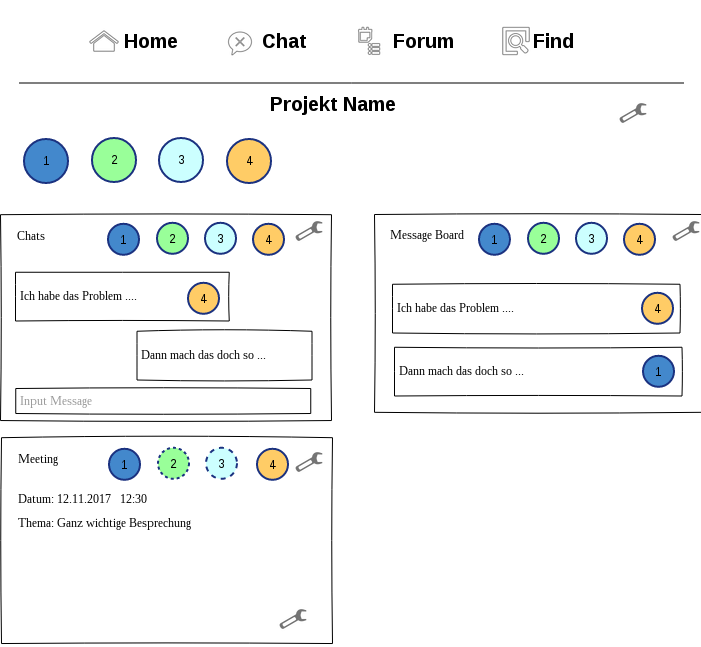 Home Chat Forum Find
Projekt Name
1 2 3 4
Chats 1 2 3 4
Ich habe das Problem .... 4
Dann mach das doch so ...
Input Message
Message Board 1 2 3 4
Ich habe das Problem .... 4
Dann mach das doch so ... 1
Meeting 1 2 3 4
Datum: 12.11.2017 12:30
Thema: Ganz wichtige Besprechung